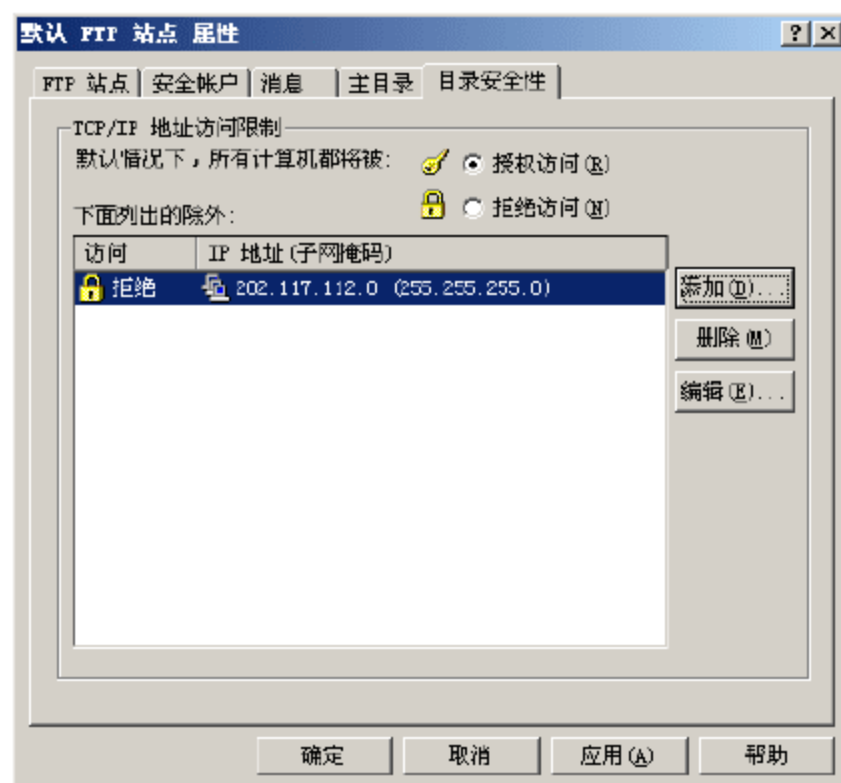 默认 FTP 站点 属性
FTP 站点 安全帐户 消息 主目录 目录安全性
TCP/IP 地址访问限制
默认情况下，所有计算机都将被: 授权访问(R)
下面列出的除外: 拒绝访问(N)
访问 IP 地址(子网掩码)
拒绝 202.117.112.0 (255.255.255.0)
添加(D)...
删除(M)
编辑(E)...
确定 取消 应用(A) 帮助